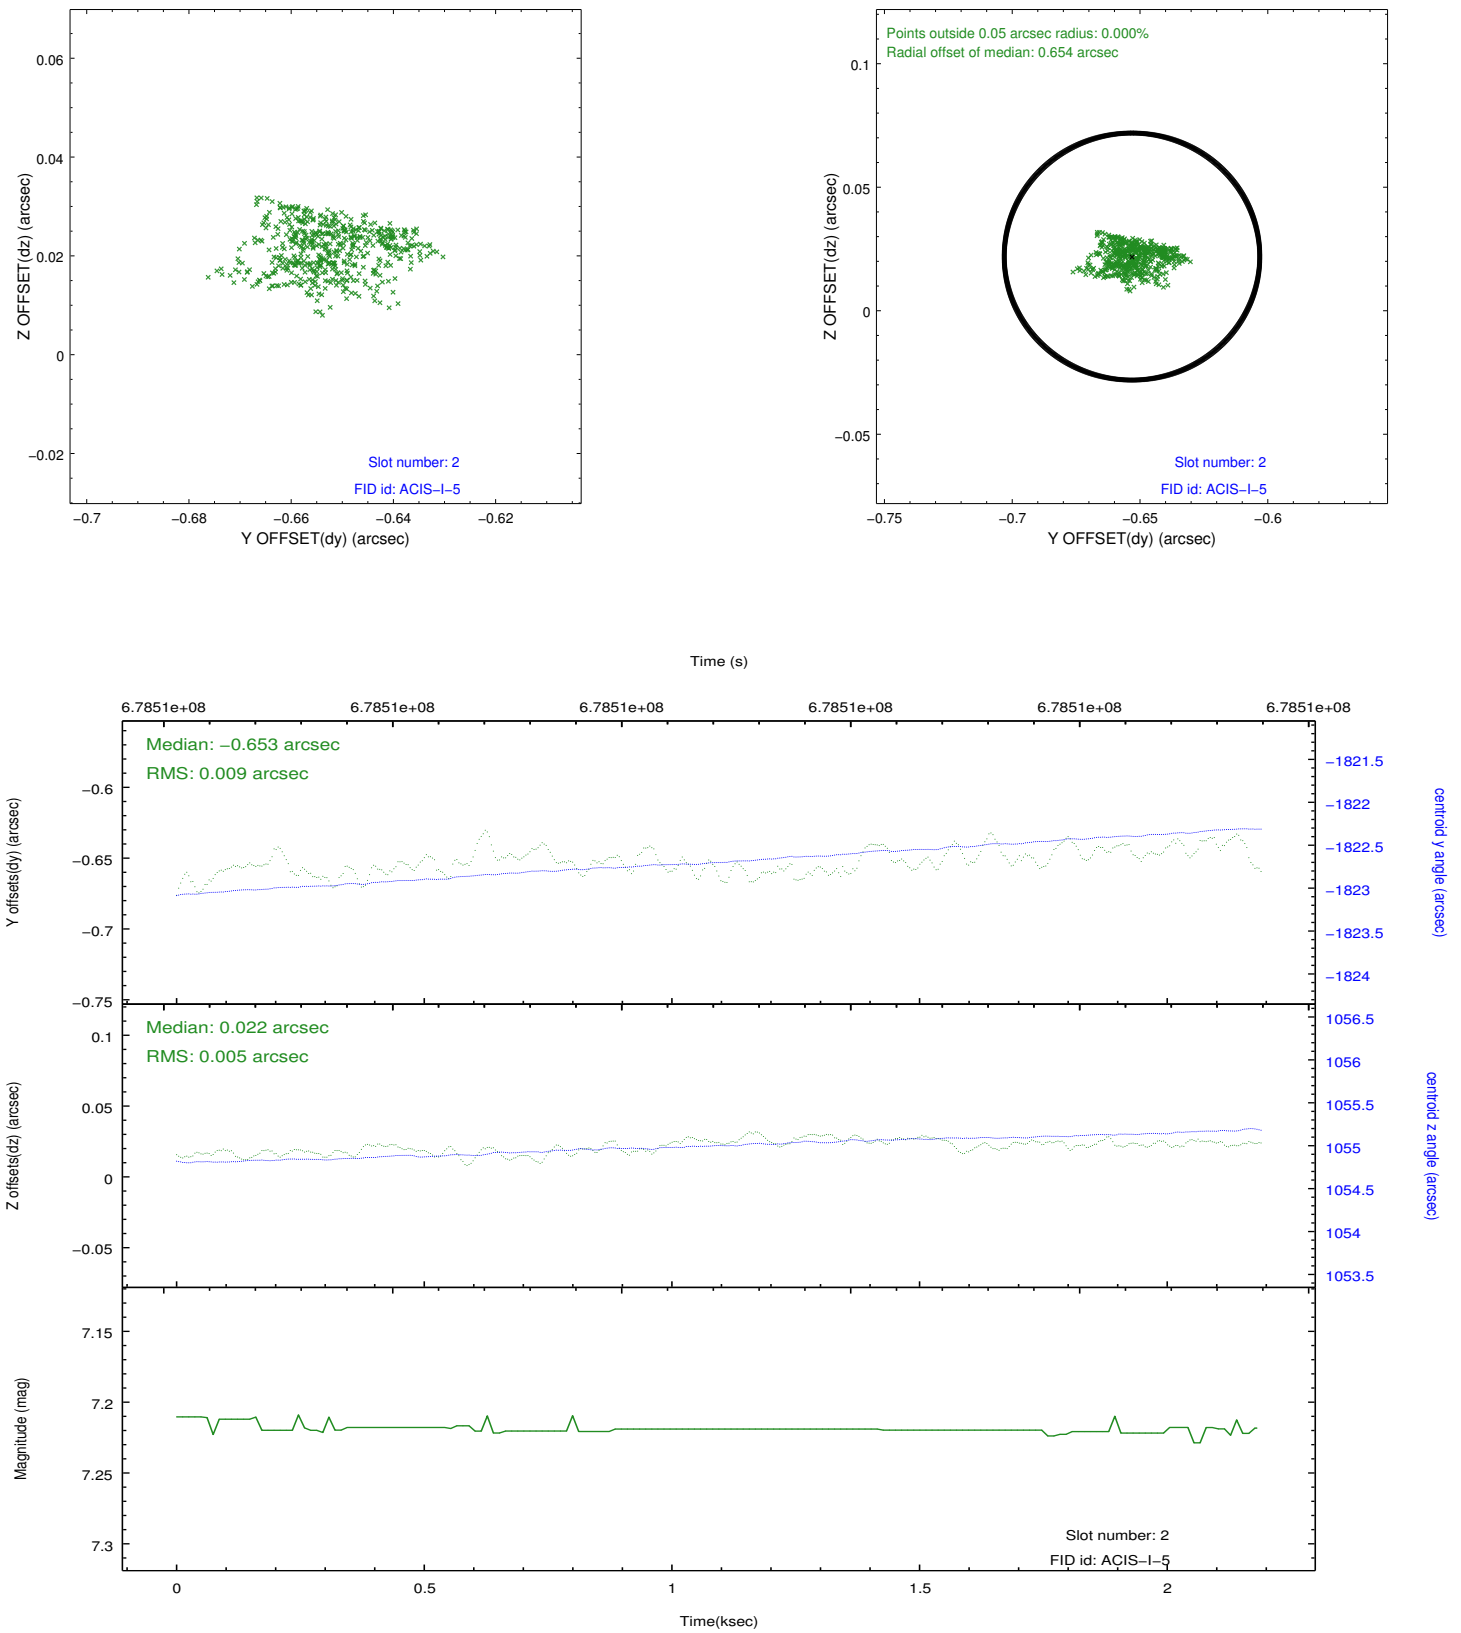 0.06
0.04
0.02
0
−0.02
Z OFFSET(dz) (arcsec)
Slot number: 2
FID id: ACIS−I−5
−0.7 −0.68 −0.66 −0.64 −0.62
Y OFFSET(dy) (arcsec)
Points outside 0.05 arcsec radius: 0.000%
Radial offset of median: 0.654 arcsec
0.1
0.05
0
−0.05
Z OFFSET(dz) (arcsec)
Slot number: 2
FID id: ACIS−I−5
−0.75 −0.7 −0.65 −0.6
Y OFFSET(dy) (arcsec)
Time (s)
6.7851e+08 6.7851e+08 6.7851e+08 6.7851e+08 6.7851e+08 6.7851e+08
Median: −0.653 arcsec
RMS: 0.009 arcsec
−0.6
−0.65
−0.7
−0.75
Y offsets(dy) (arcsec)
−1821.5
−1822
−1822.5
−1823
−1823.5
−1824
centroid y angle (arcsec)
Median: 0.022 arcsec
RMS: 0.005 arcsec
0.1
0.05
0
−0.05
Z offsets(dz) (arcsec)
1056.5
1056
1055.5
1055
1054.5
1054
1053.5
centroid z angle (arcsec)
7.15
7.2
7.25
7.3
Magnitude (mag)
Slot number: 2
FID id: ACIS−I−5
0 0.5 1 1.5 2
Time(ksec)